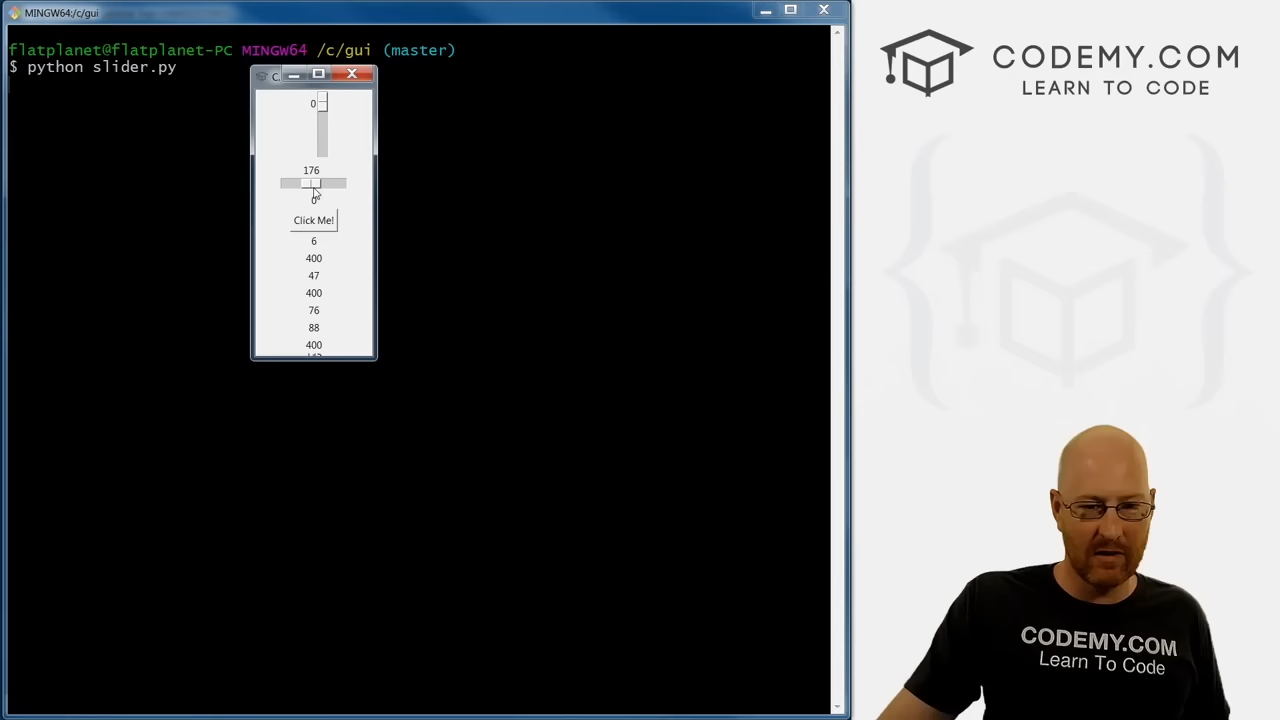 MINGW64:/c/gui
flatplanet@flatplanet-PC MINGW64 /c/gui (master)
$ python slider.py
C
0
176
0
Click Me!
6
400
47
400
76
88
400
CODEMY.COM
LEARN TO CODE
CODEMY.COM
Learn To Code